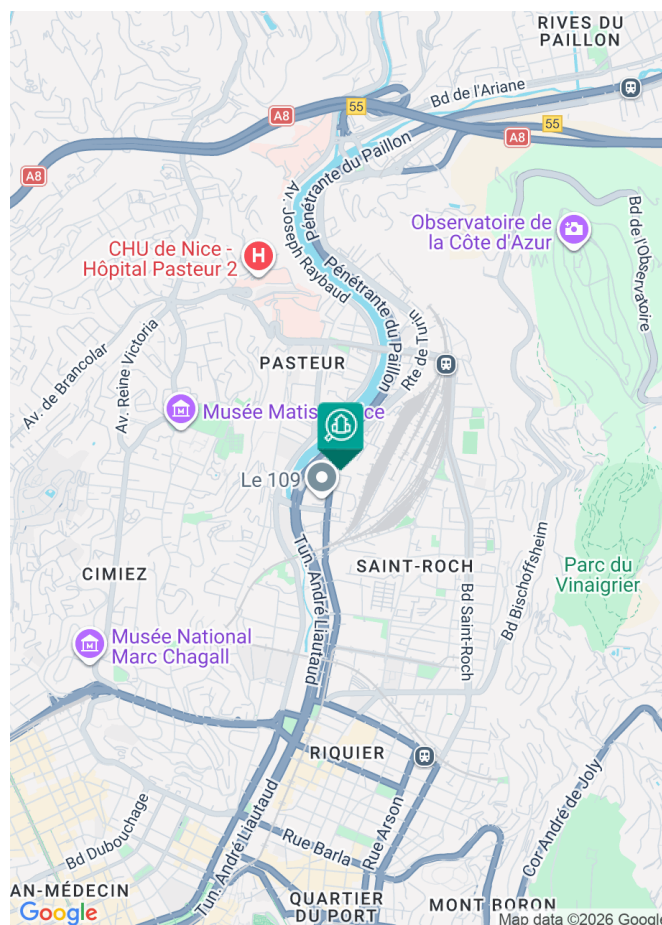 RIVES DU
PAILLON
Bd de l'Ariane
55
A8
55
A8
A8
Pénétrante du Paillon
Av. Joseph Raybaud
Observatoire de
la Côte d'Azur
Bd de l'Observatoire
CHU de Nice -
Hôpital Pasteur 2
H
Pénétrante du Paillon
Rte de Turin
Av. Reine Victoria
Av. de Brancolar
PASTEUR
Musée Matis
ce
Le 109
Tun. André Liautaud
SAINT-ROCH
Bd Bischoffsheim
Parc du
Vinaigrier
CIMIEZ
Bd Saint-Roch
Musée National
Marc Chagall
RIQUIER
Cor André de Joly
Bd Dubouchage
Tun. André Liautaud
Rue Barla
Rue Arson
AN-MÉDECIN
QUARTIER
DU PORT
MONT BORON
Google
Map data ©2026 Google